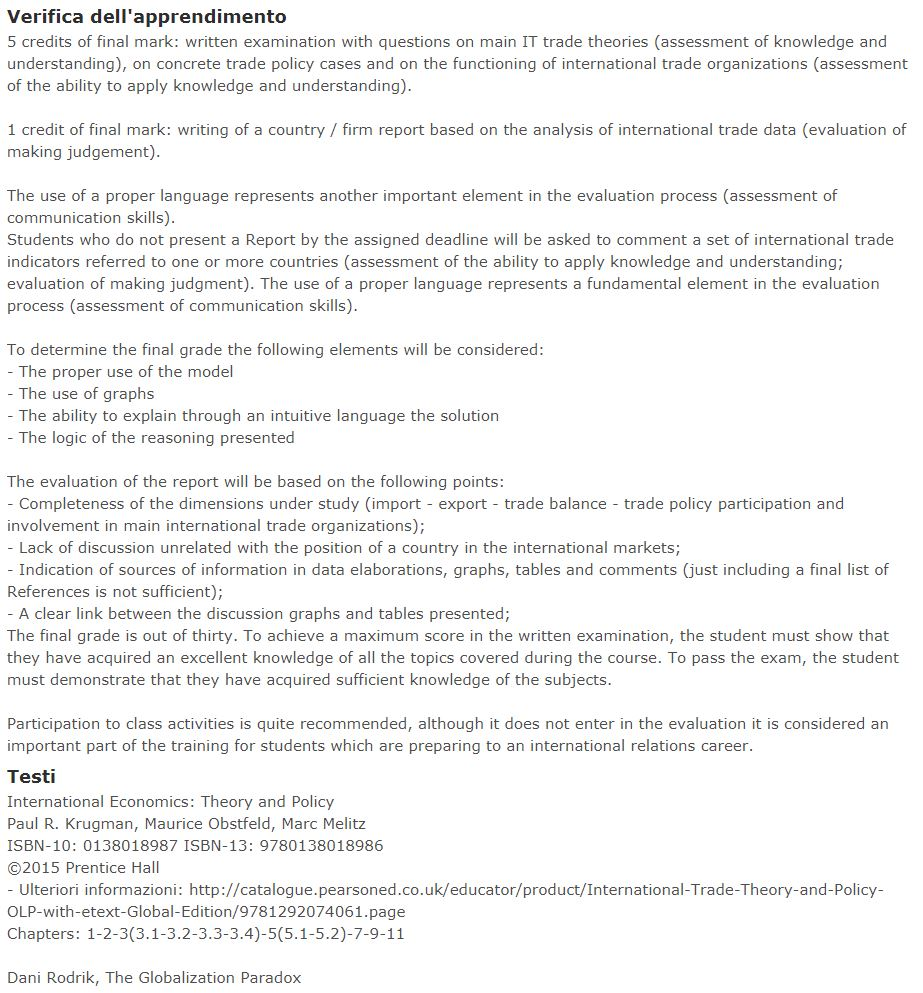 Verifica dell'apprendimento
5 credits of final mark: written examination with questions on main IT trade theories (assessment of knowledge and
understanding), on concrete trade policy cases and on the functioning of international trade organizations (assessment
of the ability to apply knowledge and understanding).
1 credit of final mark: writing of a country / firm report based on the analysis of international trade data (evaluation of
making judgement).
The use of a proper language represents another important element in the evaluation process (assessment of
communication skills).
Students who do not present a Report by the assigned deadline will be asked to comment a set of international trade
indicators referred to one or more countries (assessment of the ability to apply knowledge and understanding;
evaluation of making judgment). The use of a proper language represents a fundamental element in the evaluation
process (assessment of communication skills).
To determine the final grade the following elements will be considered:
- The proper use of the model
- The use of graphs
- The ability to explain through an intuitive language the solution
- The logic of the reasoning presented
The evaluation of the report will be based on the following points:
- Completeness of the dimensions under study (import - export - trade balance - trade policy participation and
involvement in main international trade organizations);
- Lack of discussion unrelated with the position of a country in the international markets;
- Indication of sources of information in data elaborations, graphs, tables and comments (just including a final list of
References is not sufficient);
- A clear link between the discussion graphs and tables presented;
The final grade is out of thirty. To achieve a maximum score in the written examination, the student must show that
they have acquired an excellent knowledge of all the topics covered during the course. To pass the exam, the student
must demonstrate that they have acquired sufficient knowledge of the subjects.
Participation to class activities is quite recommended, although it does not enter in the evaluation it is considered an
important part of the training for students which are preparing to an international relations career.
Testi
International Economics: Theory and Policy
Paul R. Krugman, Maurice Obstfeld, Marc Melitz
ISBN-10: 0138018987 ISBN-13: 9780138018986
©2015 Prentice Hall
- Ulteriori informazioni: http://catalogue.pearsoned.co.uk/educator/product/International-Trade-Theory-and-Policy-
OLP-with-etext-Global-Edition/9781292074061.page
Chapters: 1-2-3(3.1-3.2-3.3-3.4)-5(5.1-5.2)-7-9-11
Dani Rodrik, The Globalization Paradox